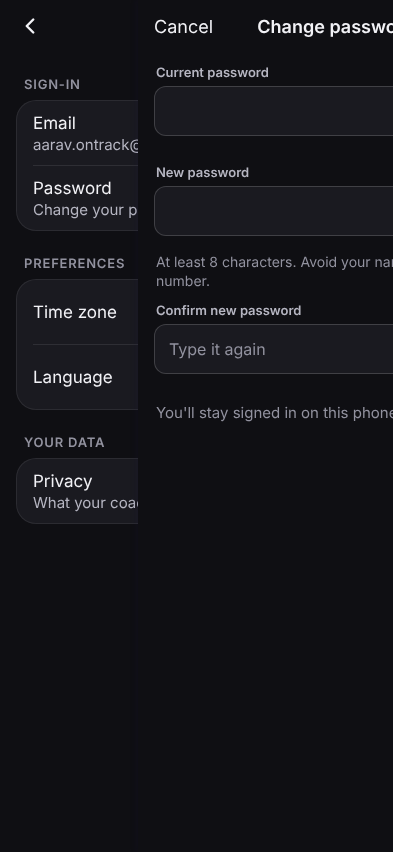 SIGN-IN
Email
aarav.ontrack@
Password
Change your p
PREFERENCES
Time zone
Language
YOUR DATA
Privacy
What your coa
Cancel
Change passwo
Current password
New password
At least 8 characters. Avoid your nam
number.
Confirm new password
Type it again
You'll stay signed in on this phone